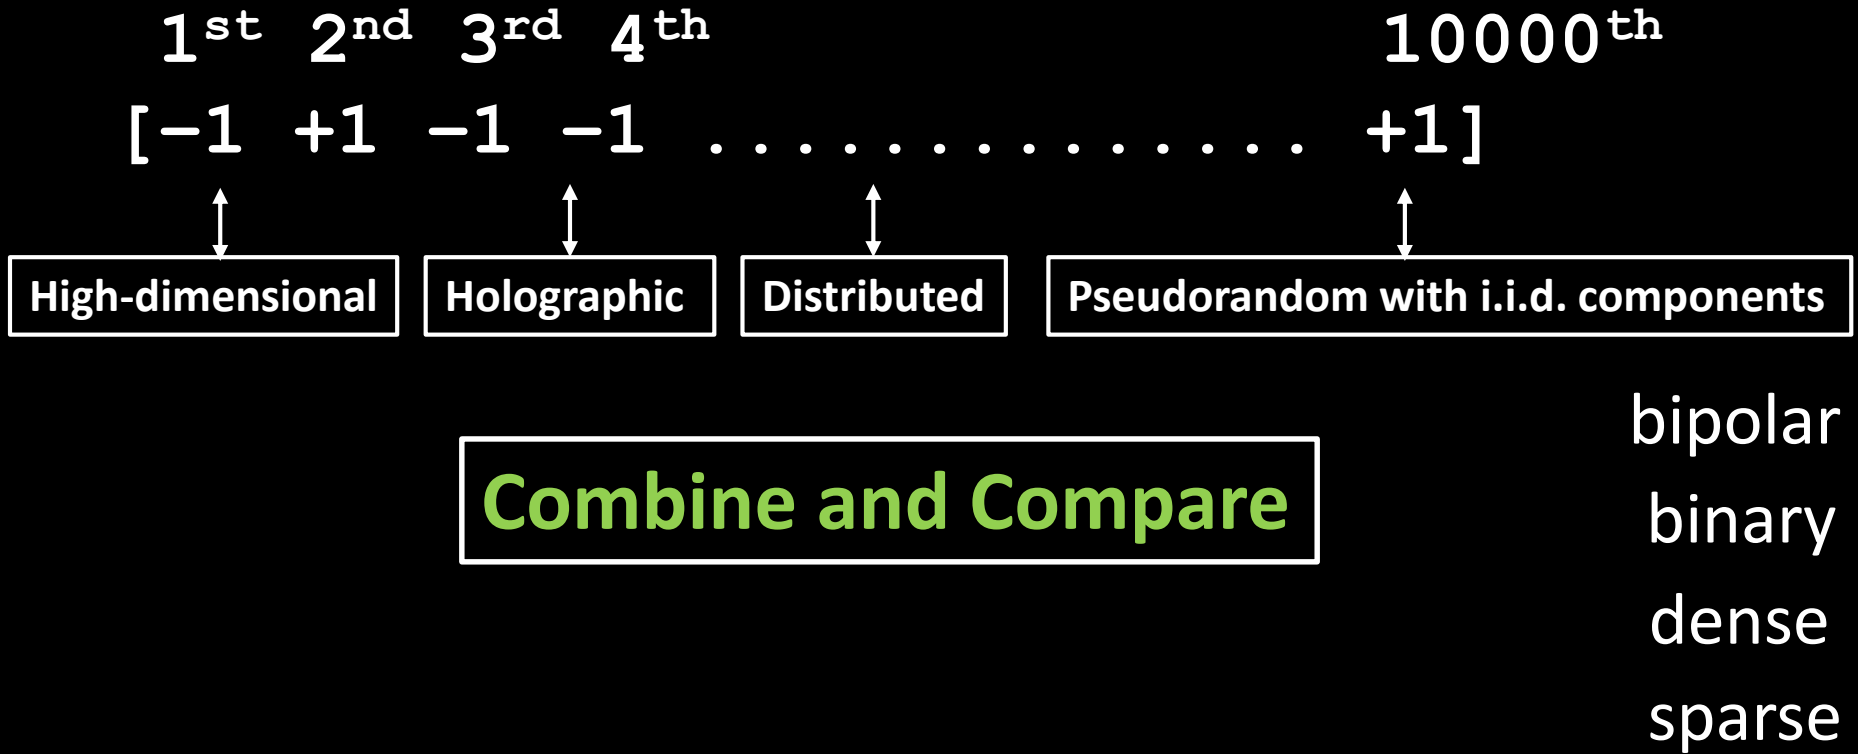 1st 2nd 3rd 4th 10000th
[-1 +1 -1 -1 .............. +1]
High-dimensional Holographic Distributed Pseudorandom with i.i.d. components
bipolar
Combine and Compare
binary
dense
sparse